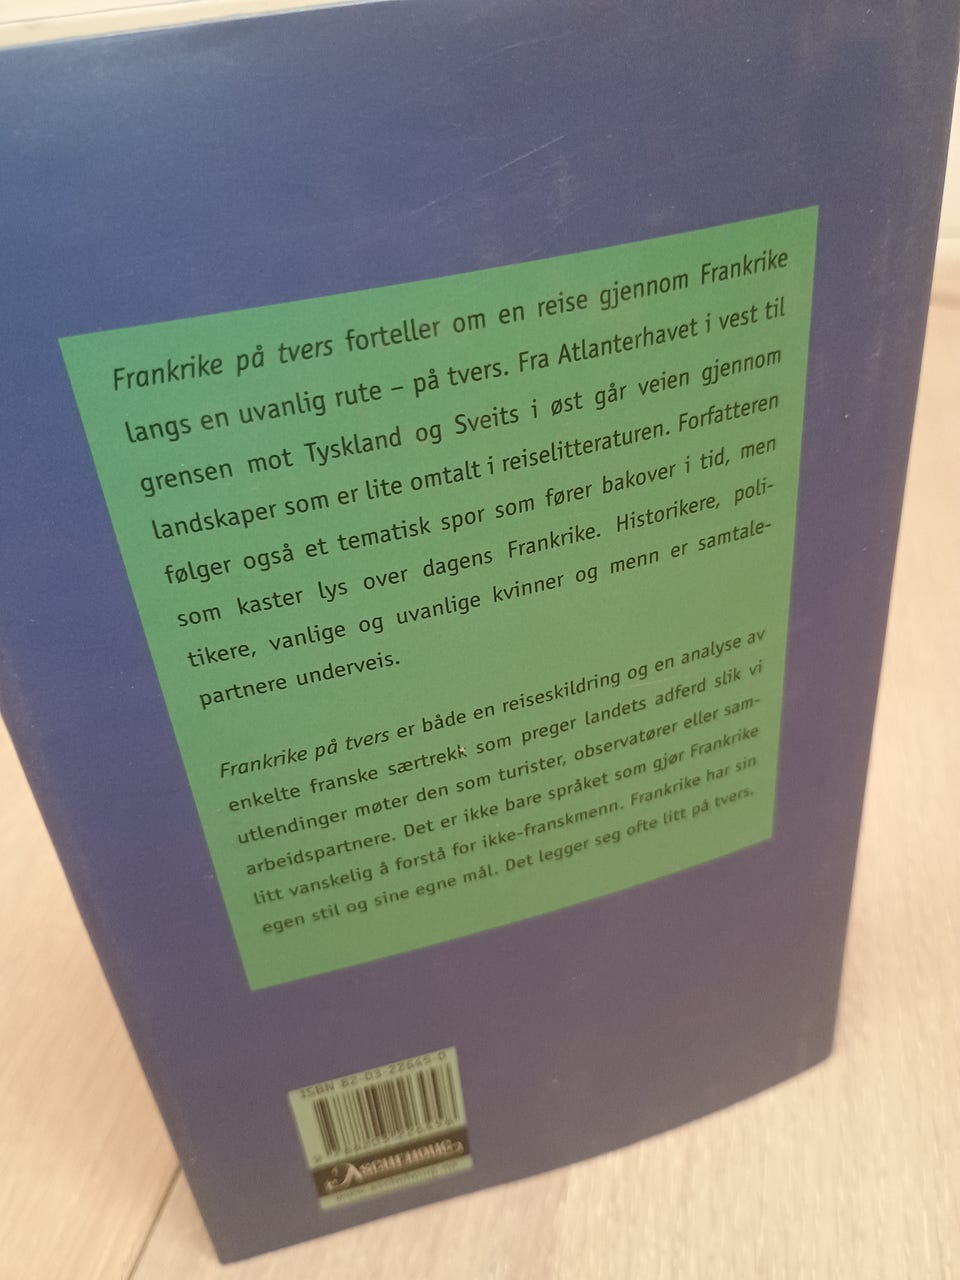 Frankrike på tvers forteller om en reise gjennom Frankrike
langs en uvanlig rute – på tvers. Fra Atlanterhavet i vest til
grensen mot Tyskland og Sveits i øst går veien gjennom
landskaper som er lite omtalt i reiselitteraturen. Forfatteren
følger også et tematisk spor som fører bakover i tid, men
som kaster lys over dagens Frankrike. Historikere, poli-
tikere, vanlige og uvanlige kvinner og menn er samtale-
partnere underveis.
Frankrike på tvers er både en reiseskildring og en analyse av
enkelte franske særtrekk som preger landets adferd slik vi
utlendinger møter den som turister, observatører eller sam-
arbeidspartnere. Det er ikke bare språket som gjør Frankrike
litt vanskelig å forstå for ikke-franskmenn. Frankrike har sin
egen stil og sine egne mål. Det legger seg ofte litt på tvers.
ISBN 82-03-22645-0
ASCHEHOUG